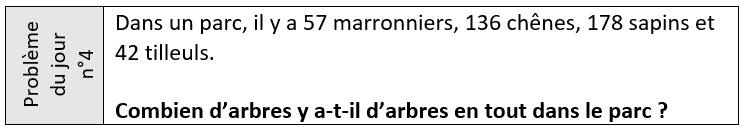 Problème
du jour
n°4
Dans un parc, il y a 57 marronniers, 136 chênes, 178 sapins et
42 tilleuls.
Combien d’arbres y a-t-il d’arbres en tout dans le parc ?